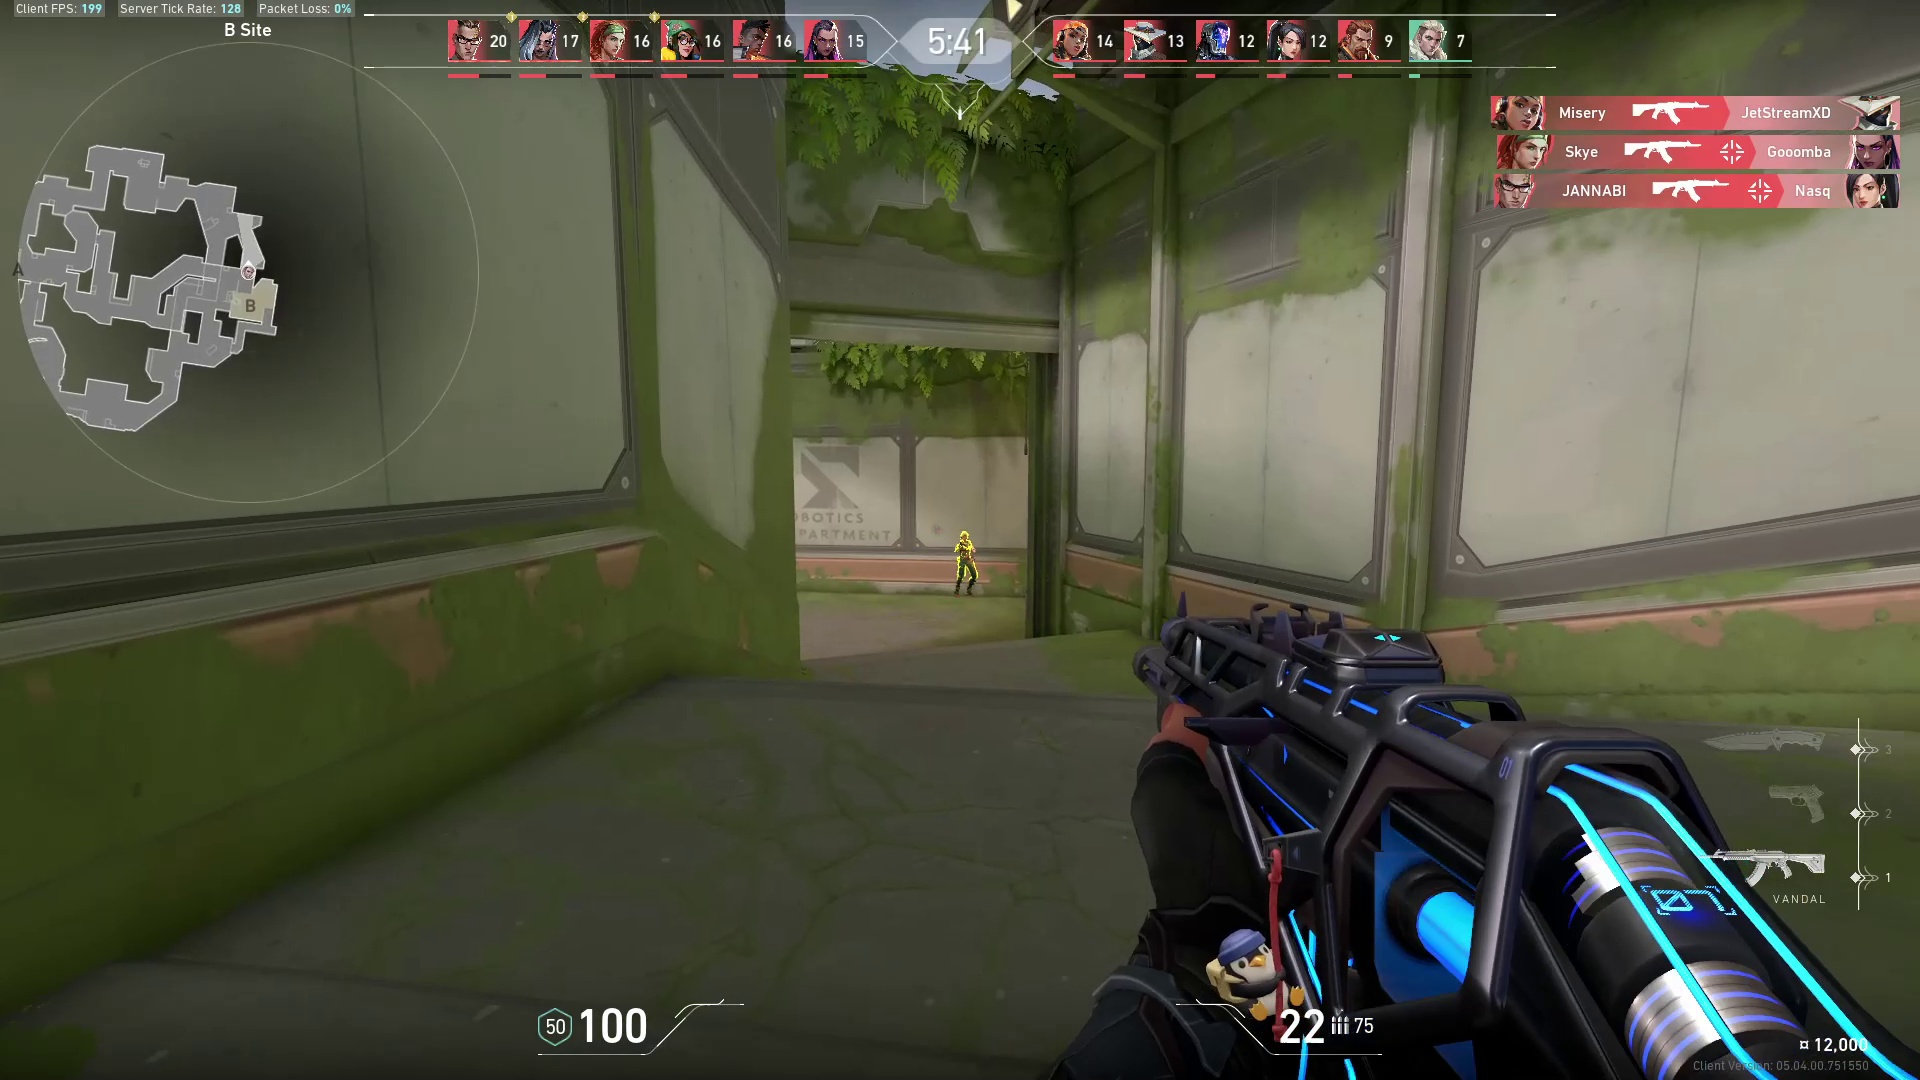 Client FPS: 199 Server Tick Rate: 128 Packet Loss: 0%
B Site
20 17 16 16 16 15 5:41 14 13 12 12 9 7
Misery JetStreamXD
Skye Gooomba
JANNABI Nasq
A
B
OBOTICS
PARTMENT
01
3
2
1
VANDAL
50 100
22 75
¤ 12,000
Client Version: 05.04.00.751550